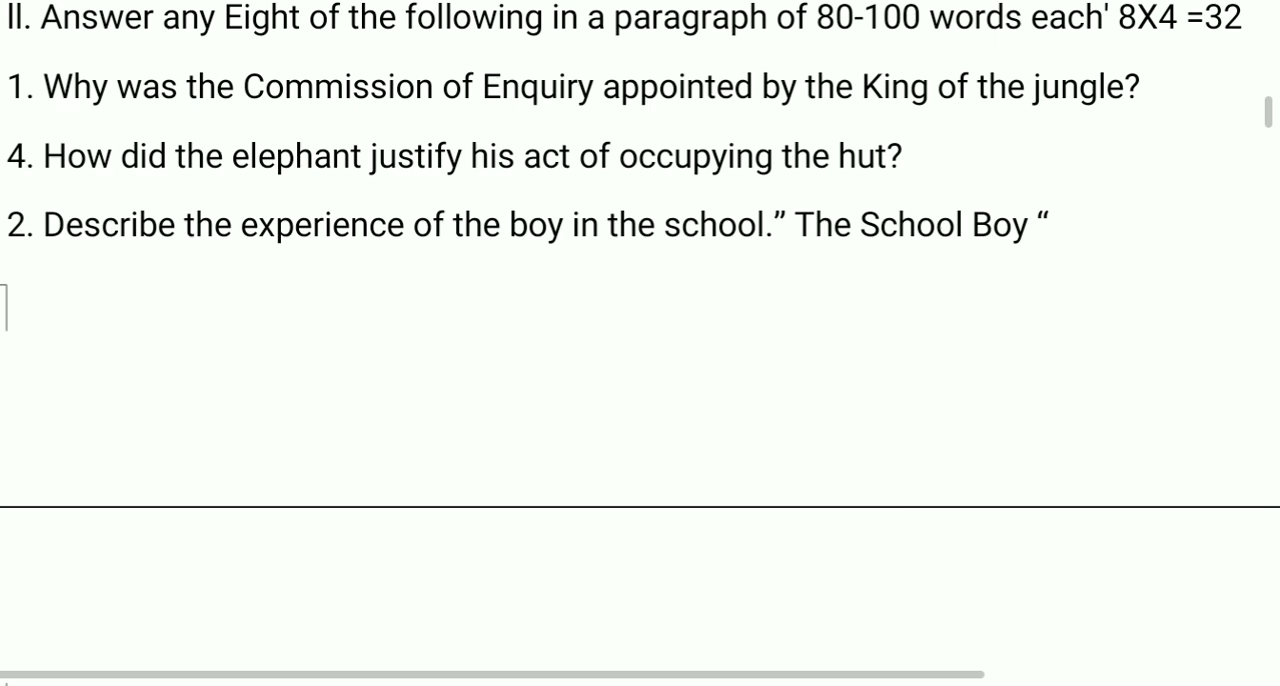 II. Answer any Eight of the following in a paragraph of 80-100 words each' 8X4 =32
1. Why was the Commission of Enquiry appointed by the King of the jungle?
4. How did the elephant justify his act of occupying the hut?
2. Describe the experience of the boy in the school.” The School Boy “